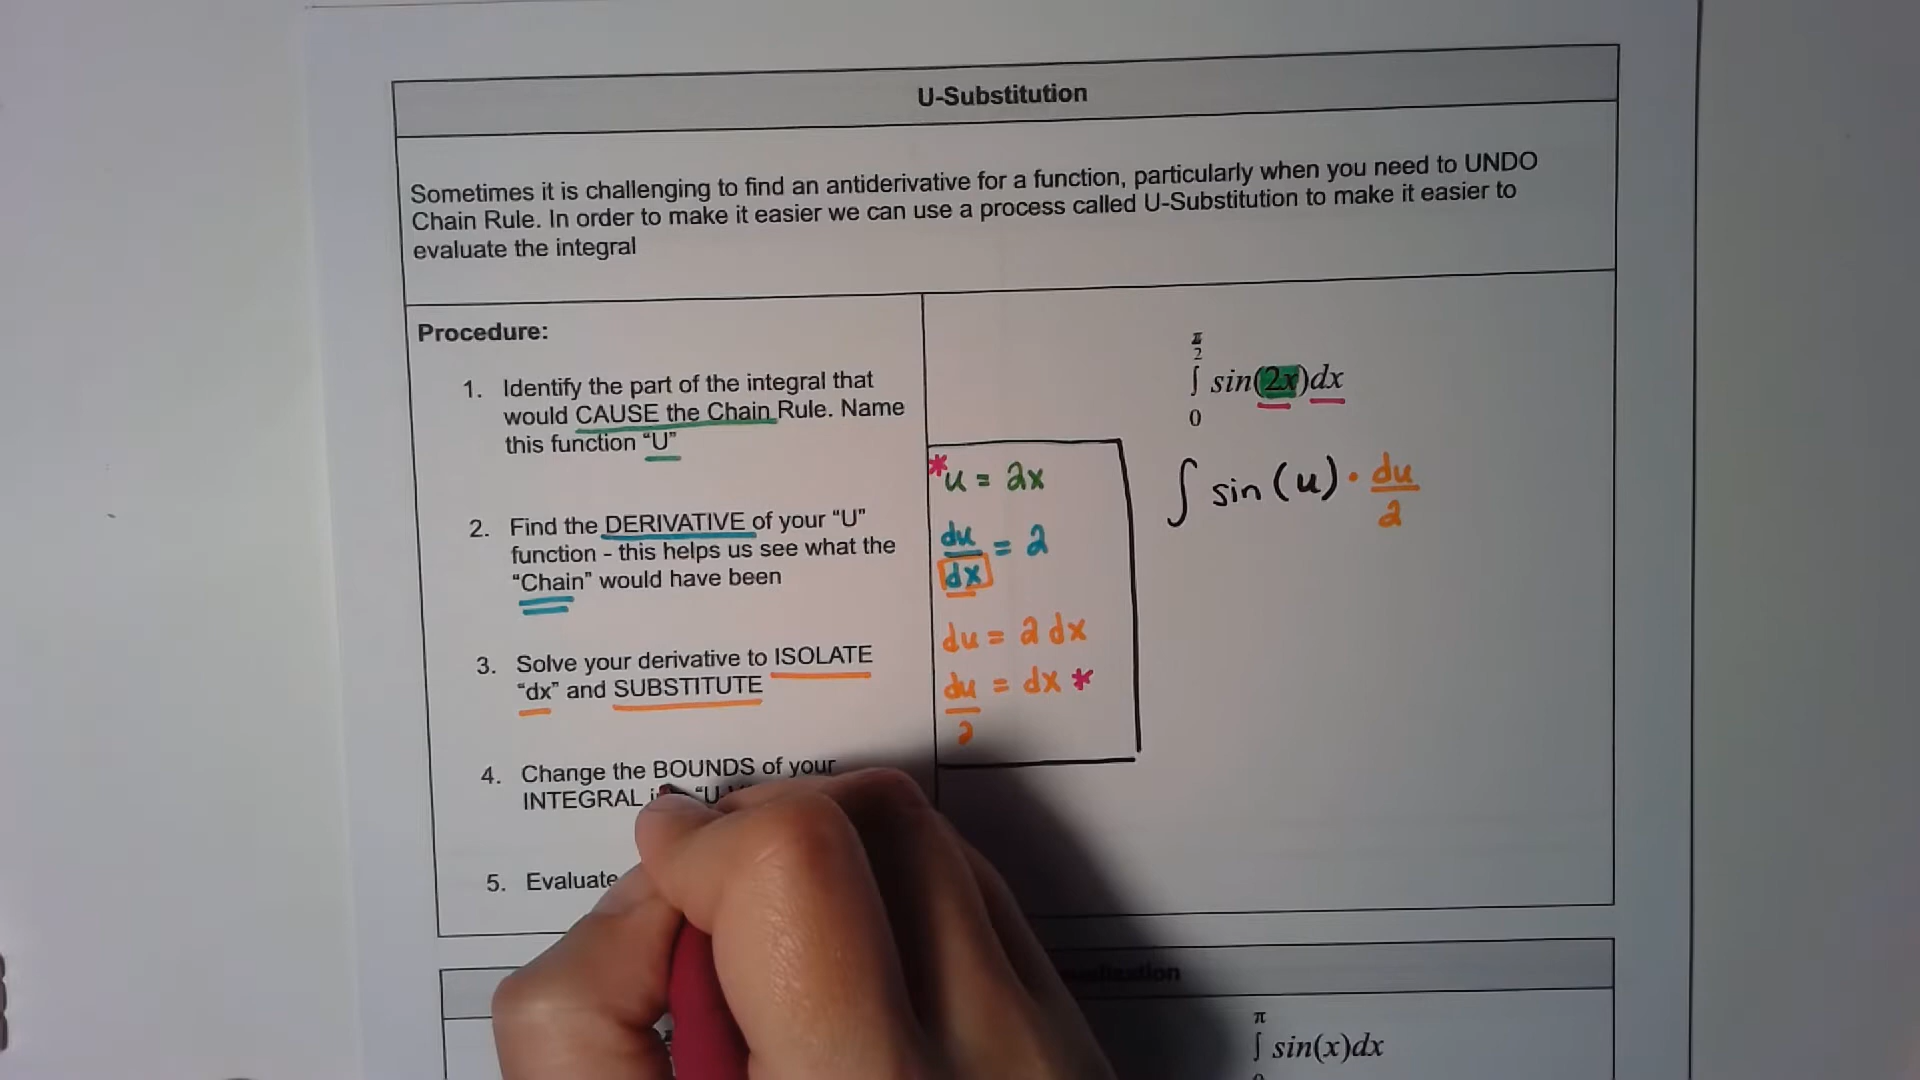 U-Substitution
Sometimes it is challenging to find an antiderivative for a function, particularly when you need to UNDO
Chain Rule. In order to make it easier we can use a process called U-Substitution to make it easier to
evaluate the integral
Procedure:
1. Identify the part of the integral that
would CAUSE the Chain Rule. Name
this function “U”
2. Find the DERIVATIVE of your “U”
function - this helps us see what the
“Chain” would have been
3. Solve your derivative to ISOLATE
“dx” and SUBSTITUTE
4. Change the BOUNDS of your
INTEGRAL “U
5. Evaluate
π
2
∫ sin(2x)dx
0
*u = 2x
du
dx = 2
du = 2 dx
du = dx *
2
∫ sin (u) • du
2
π
∫ sin(x)dx